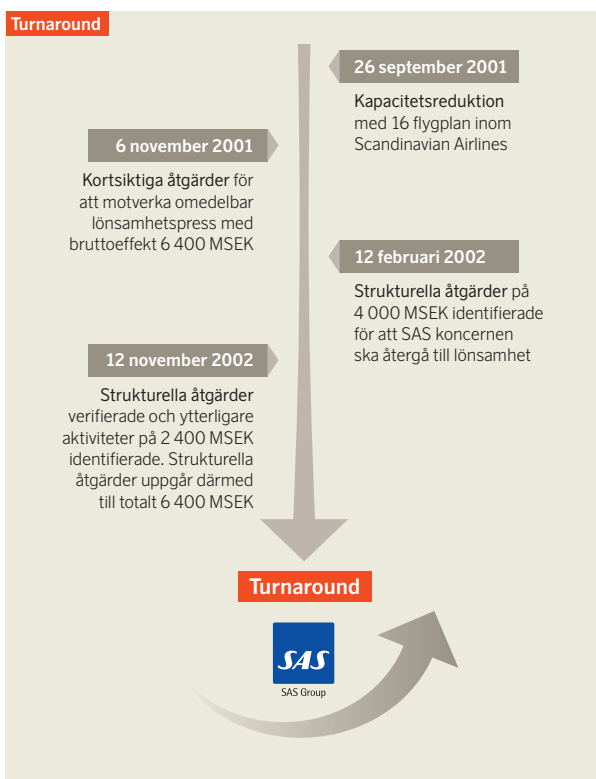 Turnaround
26 september 2001
Kapacitetsreduktion
med 16 flygplan inom
Scandinavian Airlines
6 november 2001
Kortsiktiga åtgärder för
att motverka omedelbar
lönsamhetspress med
bruttoeffekt 6 400 MSEK
12 februari 2002
Strukturella åtgärder på
4 000 MSEK identifierade
för att SAS koncernen
ska återgå till lönsamhet
12 november 2002
Strukturella åtgärder
verifierade och ytterligare
aktiviteter på 2 400 MSEK
identifierade. Strukturella
åtgärder uppgår därmed
till totalt 6 400 MSEK
Turnaround
SAS
SAS Group